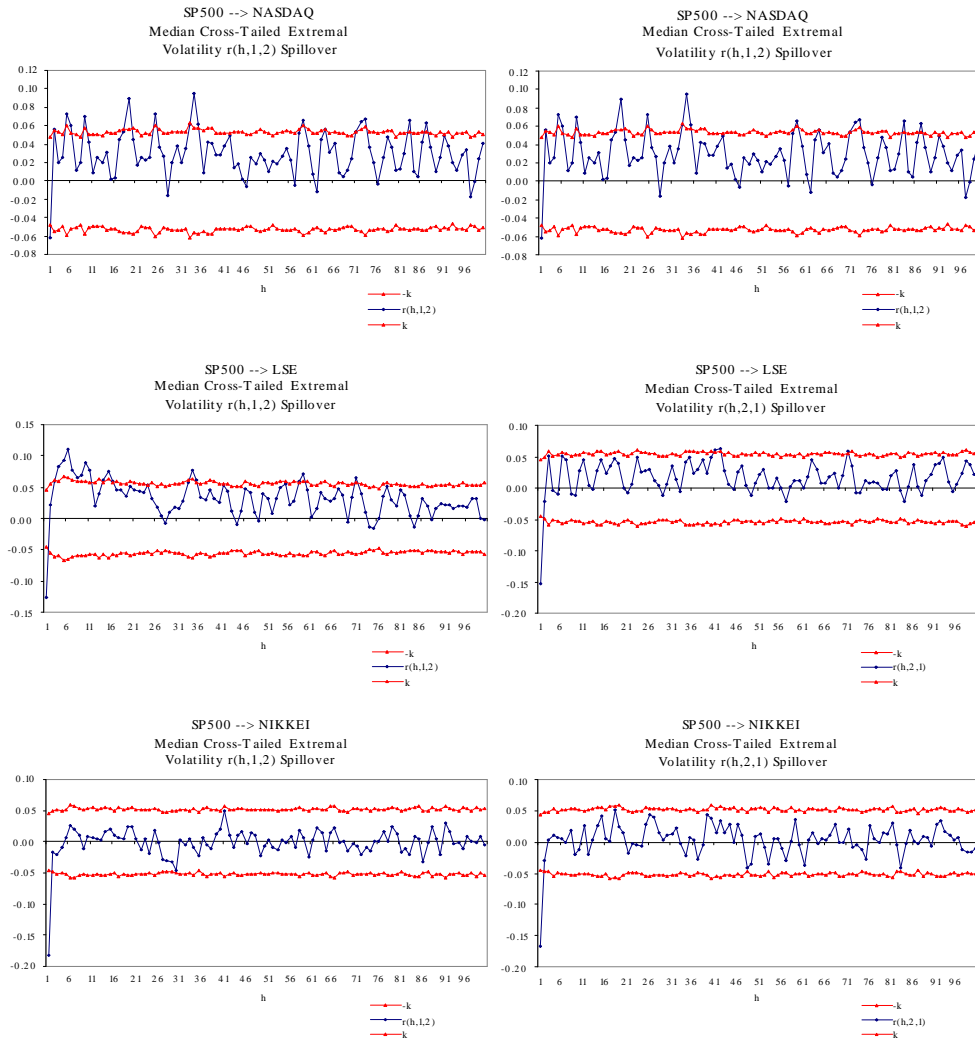 SP500 --> NASDAQ
Median Cross-Tailed Extremal
Volatility r(h,1,2) Spillover
0.12
0.10
0.08
0.06
0.04
0.02
0.00
-0.02
-0.04
-0.06
-0.08
1 6 11 16 21 26 31 36 41 46 51 56 61 66 71 76 81 86 91 96
h
-k
r(h,1,2)
k
SP500 --> NASDAQ
Median Cross-Tailed Extremal
Volatility r(h,1,2) Spillover
0.12
0.10
0.08
0.06
0.04
0.02
0.00
-0.02
-0.04
-0.06
-0.08
1 6 11 16 21 26 31 36 41 46 51 56 61 66 71 76 81 86 91 96
h
-k
r(h,1,2)
k
SP500 --> LSE
Median Cross-Tailed Extremal
Volatility r(h,1,2) Spillover
0.15
0.10
0.05
0.00
-0.05
-0.10
-0.15
1 6 11 16 21 26 31 36 41 46 51 56 61 66 71 76 81 86 91 96
h
-k
r(h,1,2)
k
SP500 --> LSE
Median Cross-Tailed Extremal
Volatility r(h,2,1) Spillover
0.10
0.05
0.00
-0.05
-0.10
-0.15
-0.20
1 6 11 16 21 26 31 36 41 46 51 56 61 66 71 76 81 86 91 96
h
-k
r(h,2,1)
k
SP500 --> NIKKEI
Median Cross-Tailed Extremal
Volatility r(h,1,2) Spillover
0.10
0.05
0.00
-0.05
-0.10
-0.15
-0.20
1 6 11 16 21 26 31 36 41 46 51 56 61 66 71 76 81 86 91 96
h
-k
r(h,1,2)
k
SP500 --> NIKKEI
Median Cross-Tailed Extremal
Volatility r(h,2,1) Spillover
0.10
0.05
0.00
-0.05
-0.10
-0.15
-0.20
1 6 11 16 21 26 31 36 41 46 51 56 61 66 71 76 81 86 91 96
h
-k
r(h,2,1)
k